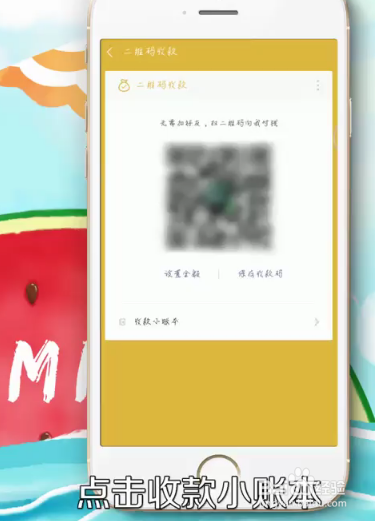 二维码收款
二维码收款
无需加好友，扫二维码向我付钱
设置金额
保存收款码
收款小账本
M
点击收款小账本
经验